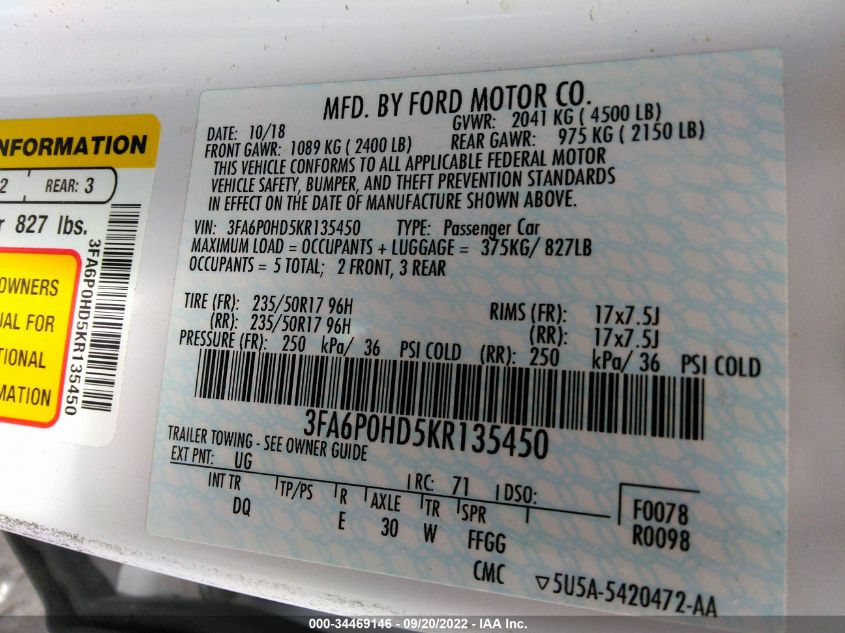 NFORMATION
2 REAR: 3
r 827 lbs.
OWNERS
UAL FOR
TIONAL
MATION
3FA6P0HD5KR135450
MFD. BY FORD MOTOR CO.
DATE: 10/18 GVWR: 2041 KG (4500 LB)
FRONT GAWR: 1089 KG (2400 LB) REAR GAWR: 975 KG (2150 LB)
THIS VEHICLE CONFORMS TO ALL APPLICABLE FEDERAL MOTOR
VEHICLE SAFETY, BUMPER, AND THEFT PREVENTION STANDARDS
IN EFFECT ON THE DATE OF MANUFACTURE SHOWN ABOVE.
VIN: 3FA6P0HD5KR135450 TYPE: Passenger Car
MAXIMUM LOAD = OCCUPANTS + LUGGAGE = 375KG/ 827LB
OCCUPANTS = 5 TOTAL; 2 FRONT, 3 REAR
TIRE (FR): 235/50R17 96H RIMS (FR): 17x7.5J
(RR): 235/50R17 96H (RR): 17x7.5J
PRESSURE (FR): 250 kPa/ 36 PSI COLD (RR): 250 kPa/ 36 PSI COLD
3FA6P0HD5KR135450
TRAILER TOWING - SEE OWNER GUIDE
EXT PNT: UG RC: 71 DSO:
INT TR TP/PS R AXLE TR SPR F0078
DQ E 30 W FFGG R0098
CMC ▽5U5A-5420472-AA
000-34469146 - 09/20/2022 - IAA Inc.